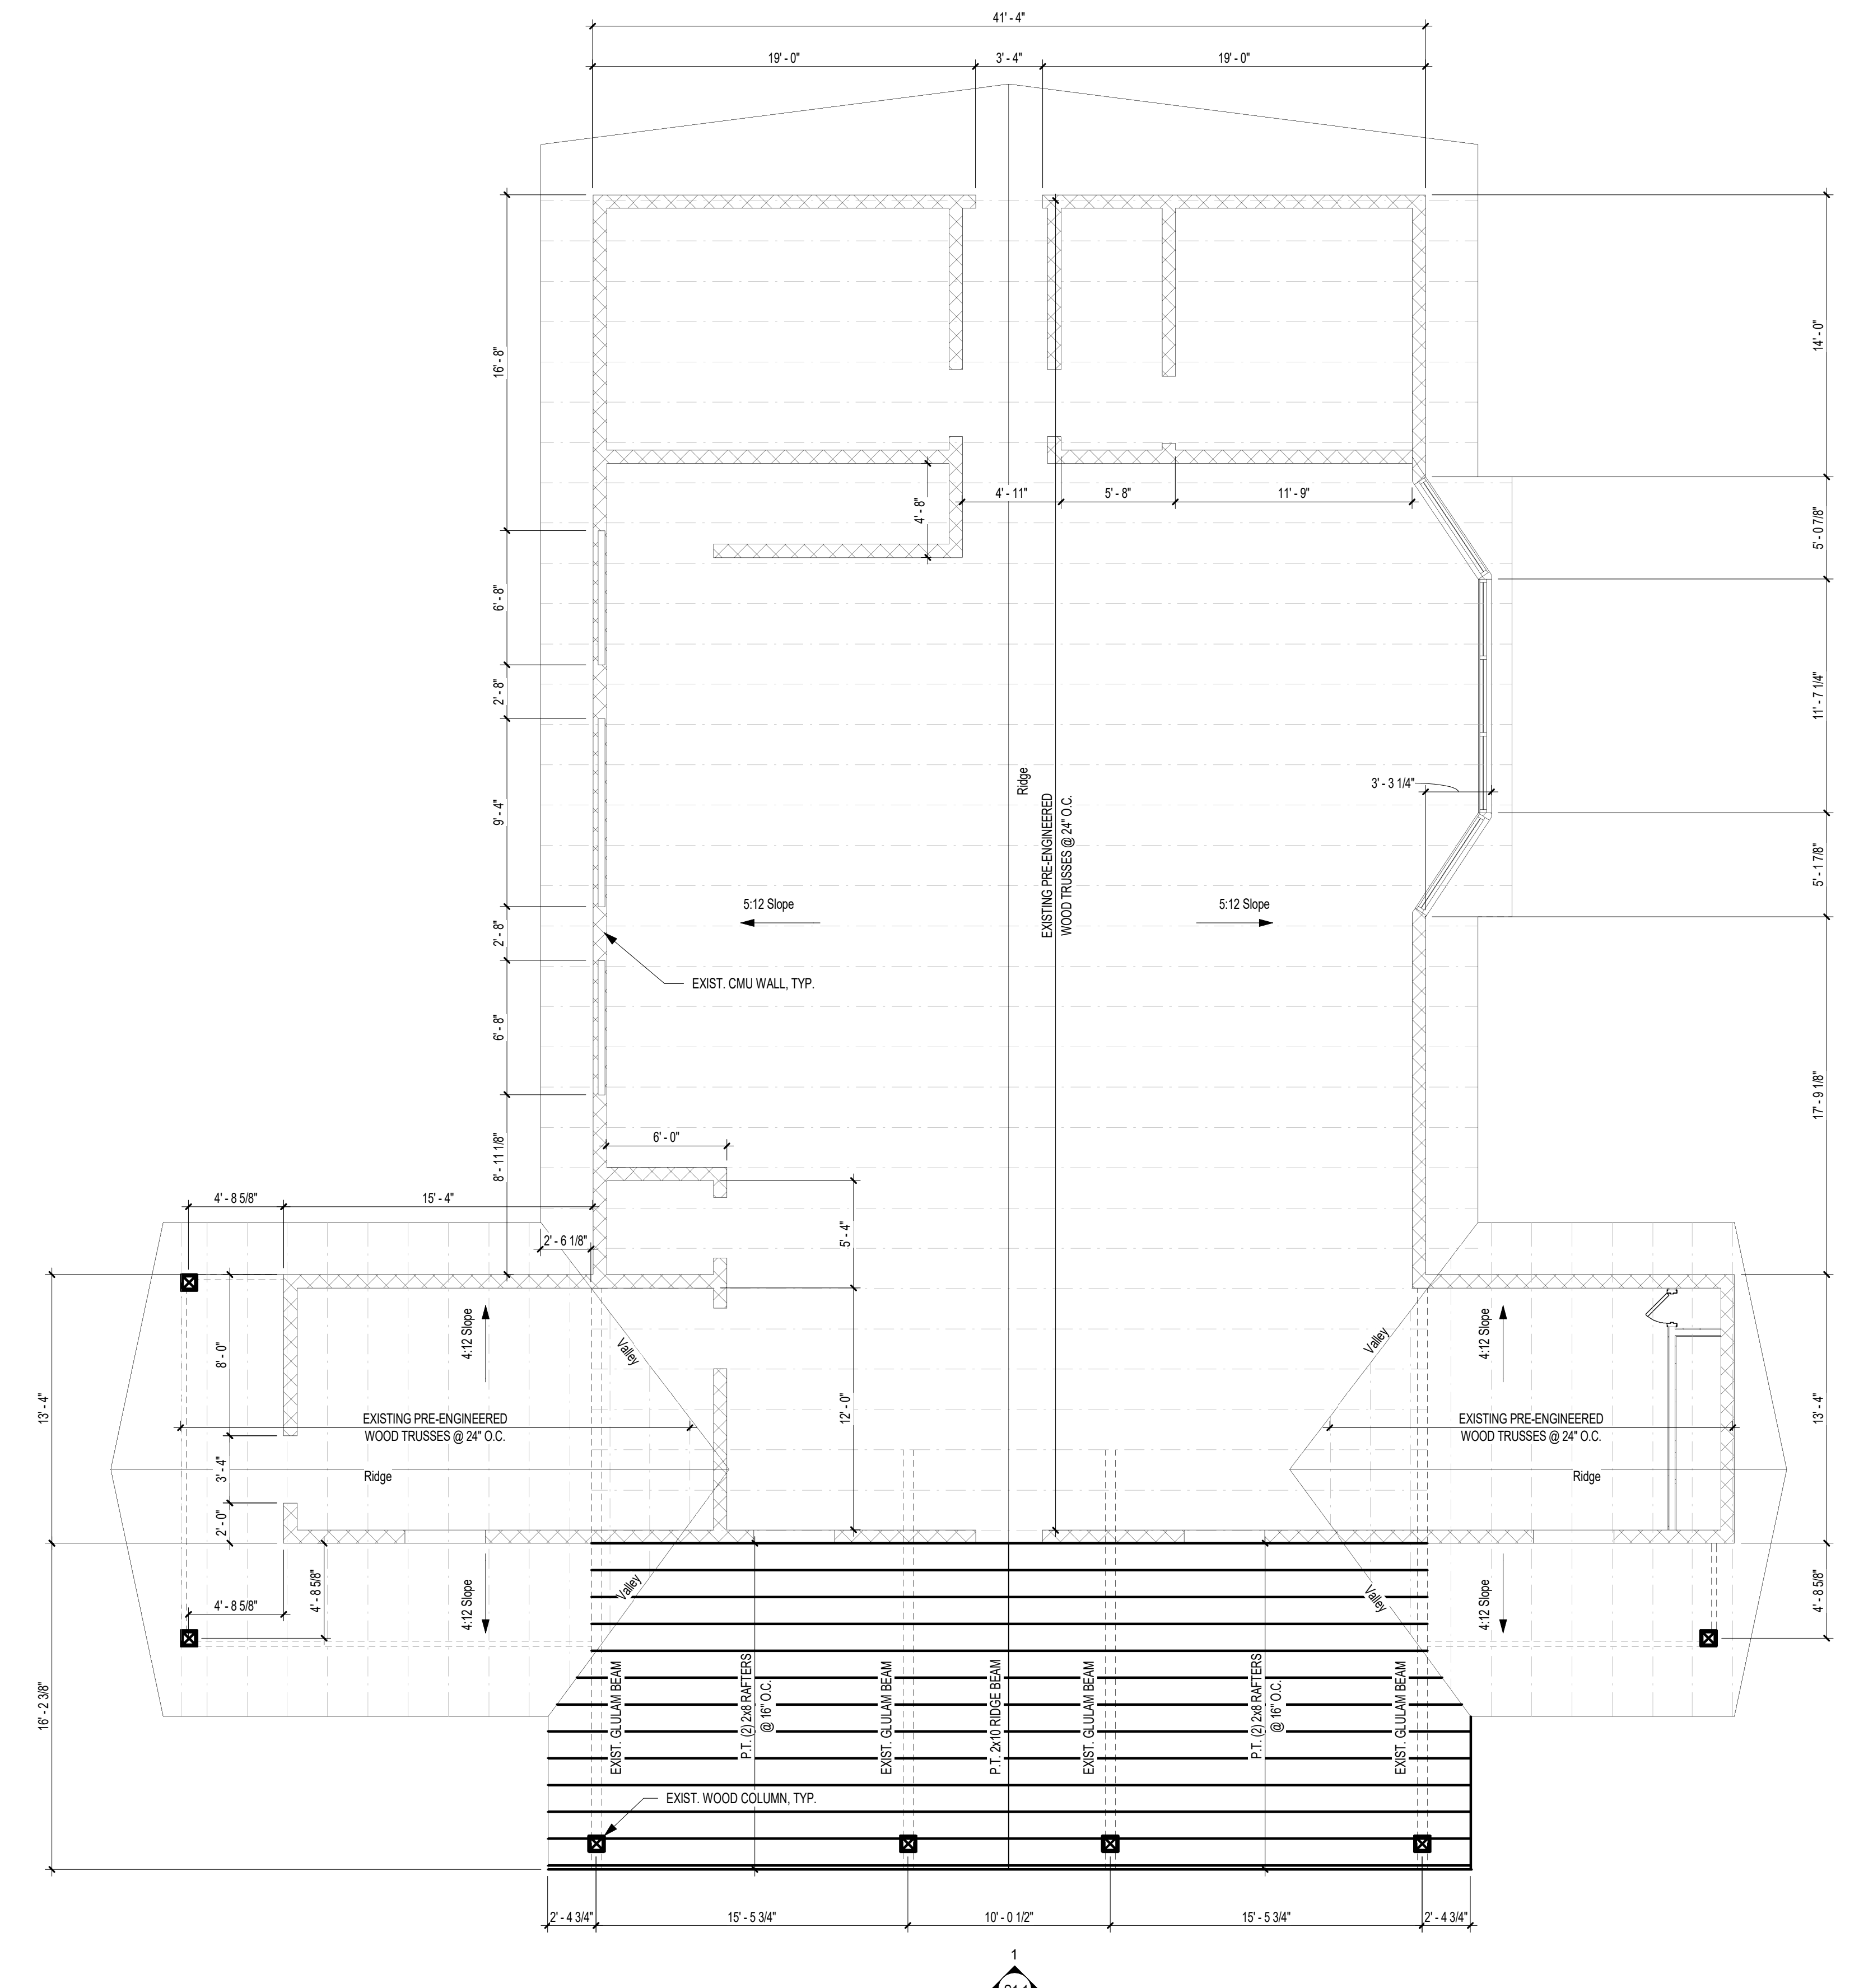 41' - 4"
19' - 0"
3' - 4"
19' - 0"
16' - 8"
14' - 0"
4' - 11"
5' - 8"
11' - 9"
4' - 8"
5' - 0 7/8"
6' - 8"
2' - 8"
11' - 7 1/4"
Ridge
3' - 3 1/4"
9' - 4"
EXISTING PRE-ENGINEERED
WOOD TRUSSES @ 24" O.C.
5' - 1 7/8"
5:12 Slope
5:12 Slope
2' - 8"
EXIST. CMU WALL, TYP.
6' - 8"
17' - 9 1/8"
6' - 0"
8' - 11 1/8"
4' - 8 5/8"
15' - 4"
2' - 6 1/8"
5' - 4"
4:12 Slope
4:12 Slope
Valley
Valley
8' - 0"
13' - 4"
12' - 0"
13' - 4"
EXISTING PRE-ENGINEERED
WOOD TRUSSES @ 24" O.C.
EXISTING PRE-ENGINEERED
WOOD TRUSSES @ 24" O.C.
3' - 4"
Ridge
Ridge
2' - 0"
4' - 8 5/8"
4' - 8 5/8"
4:12 Slope
Valley
Valley
4:12 Slope
4' - 8 5/8"
16' - 2 3/8"
EXIST. GLULAM BEAM
P.T. (2) 2x8 RAFTERS
@ 16" O.C.
EXIST. GLULAM BEAM
P.T. 2x10 RIDGE BEAM
EXIST. GLULAM BEAM
P.T. (2) 2x8 RAFTERS
@ 16" O.C.
EXIST. GLULAM BEAM
EXIST. WOOD COLUMN, TYP.
2' - 4 3/4"
15' - 5 3/4"
10' - 0 1/2"
15' - 5 3/4"
2' - 4 3/4"
1